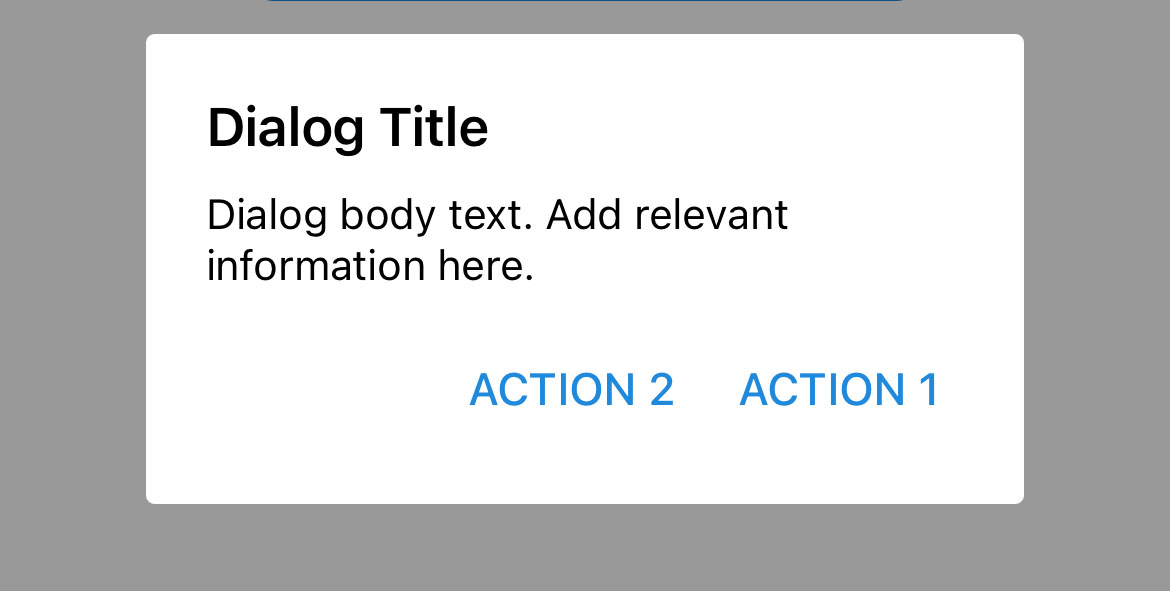 Dialog Title
Dialog body text. Add relevant
information here.
ACTION 2 ACTION 1